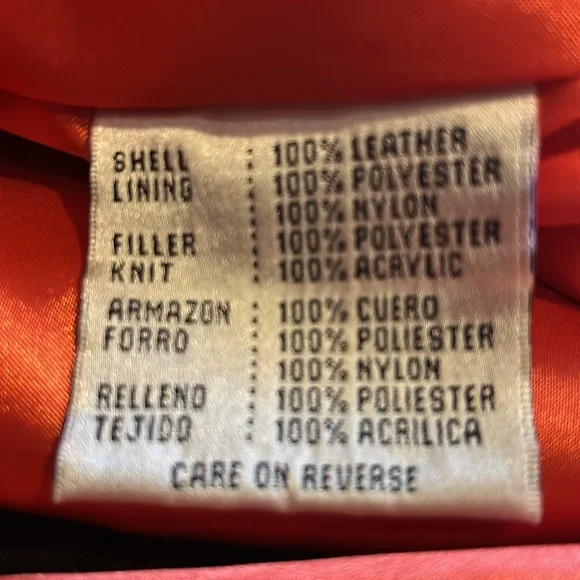 SHELL : 100% LEATHER
LINING : 100% POLYESTER
100% NYLON
FILLER : 100% POLYESTER
KNIT : 100% ACRYLIC
ARMAZON : 100% CUERO
FORRO : 100% POLIESTER
100% NYLON
RELLENO : 100% POLIESTER
TEJIDO : 100% ACRILICA
CARE ON REVERSE